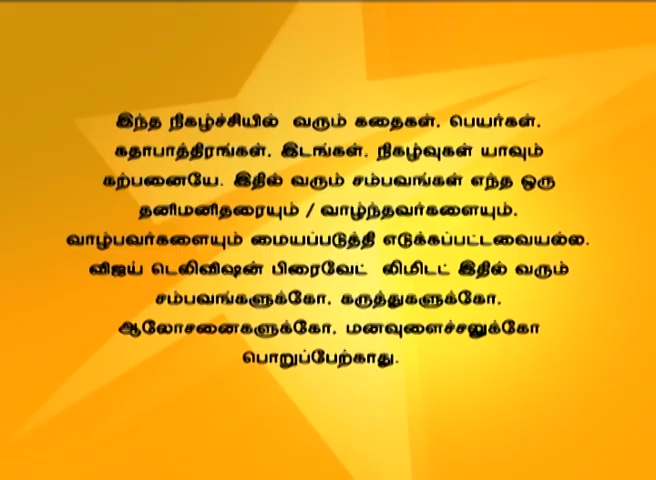 இந்த நிகழ்ச்சியில் வரும் கதைகள், பெயர்கள்,
கதாபாத்திரங்கள், இடங்கள், நிகழ்வுகள் யாவும்
கற்பனையே. இதில் வரும் சம்பவங்கள் எந்த ஒரு
தனிமனிதரையும் / வாழ்ந்தவர்களையும்,
வாழ்பவர்களையும் மையப்படுத்தி எடுக்கப்பட்டவையல்ல.
விஜய் டெலிவிஷன் பிரைவேட் லிமிடட் இதில் வரும்
சம்பவங்களுக்கோ, கருத்துகளுக்கோ,
ஆலோசனைகளுக்கோ, மனவுளைச்சலுக்கோ
பொறுப்பேற்காது.